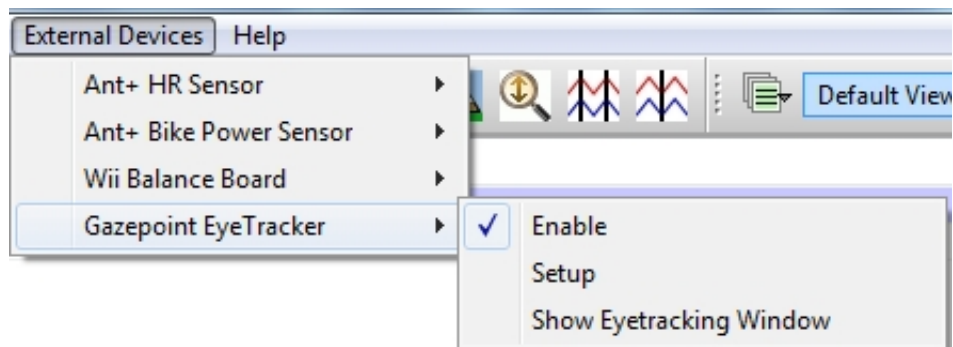 External Devices Help
Ant+ HR Sensor
Ant+ Bike Power Sensor
Wii Balance Board
Gazepoint EyeTracker
Default View
Enable
Setup
Show Eyetracking Window